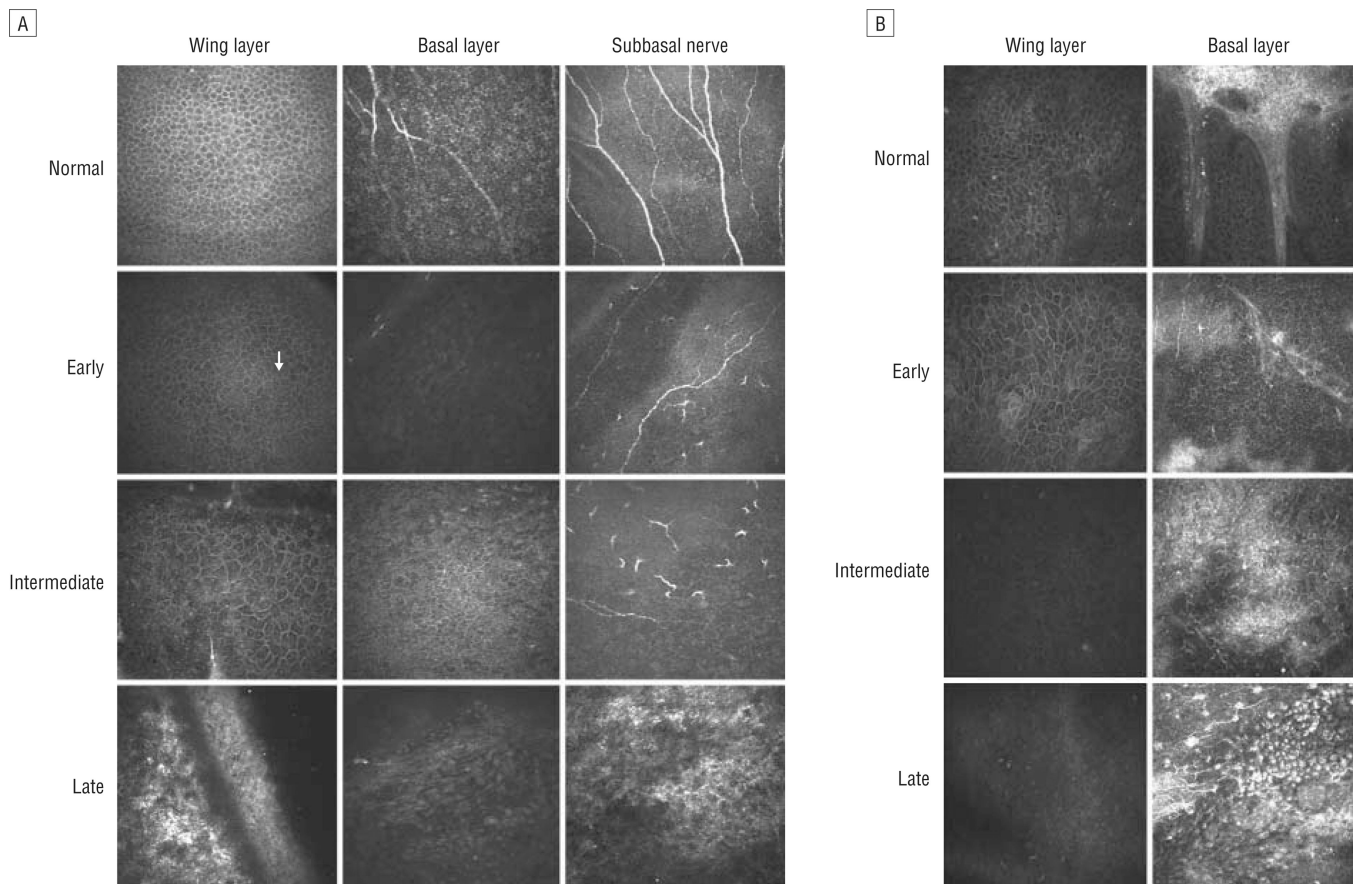 A
Wing layer
Basal layer
Subbasal nerve
Normal
Early
Intermediate
Late
B
Wing layer
Basal layer
Normal
Early
Intermediate
Late